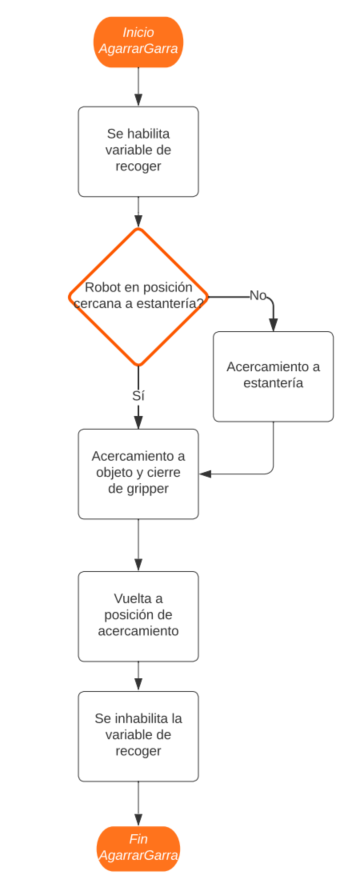 Inicio
AgarrarGarra
Se habilita
variable de
recoger
Robot en posición
cercana a estantería?
No
Acercamiento a
estantería
Sí
Acercamiento a
objeto y cierre
de gripper
Vuelta a
posición de
acercamiento
Se inhabilita la
variable de
recoger
Fin
AgarrarGarra